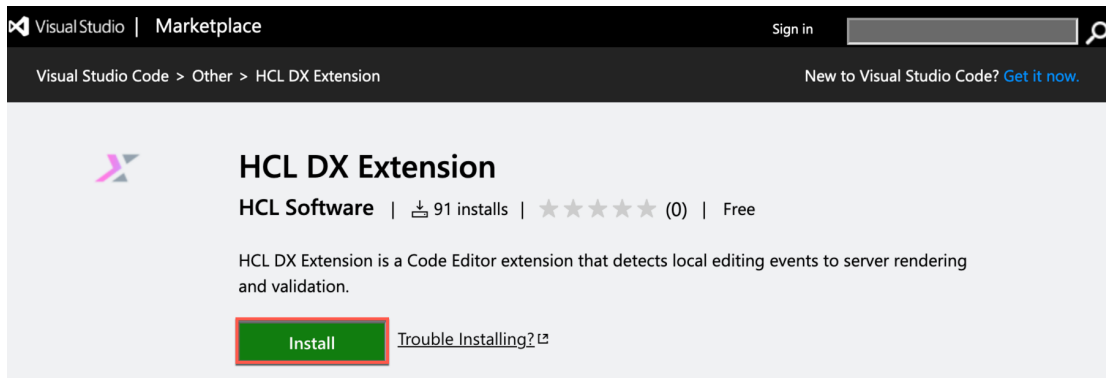 Visual Studio | Marketplace
Sign in
Visual Studio Code > Other > HCL DX Extension
New to Visual Studio Code? Get it now.
HCL DX Extension
HCL Software | 91 installs | ★★★★★ (0) | Free
HCL DX Extension is a Code Editor extension that detects local editing events to server rendering
and validation.
Install
Trouble Installing?